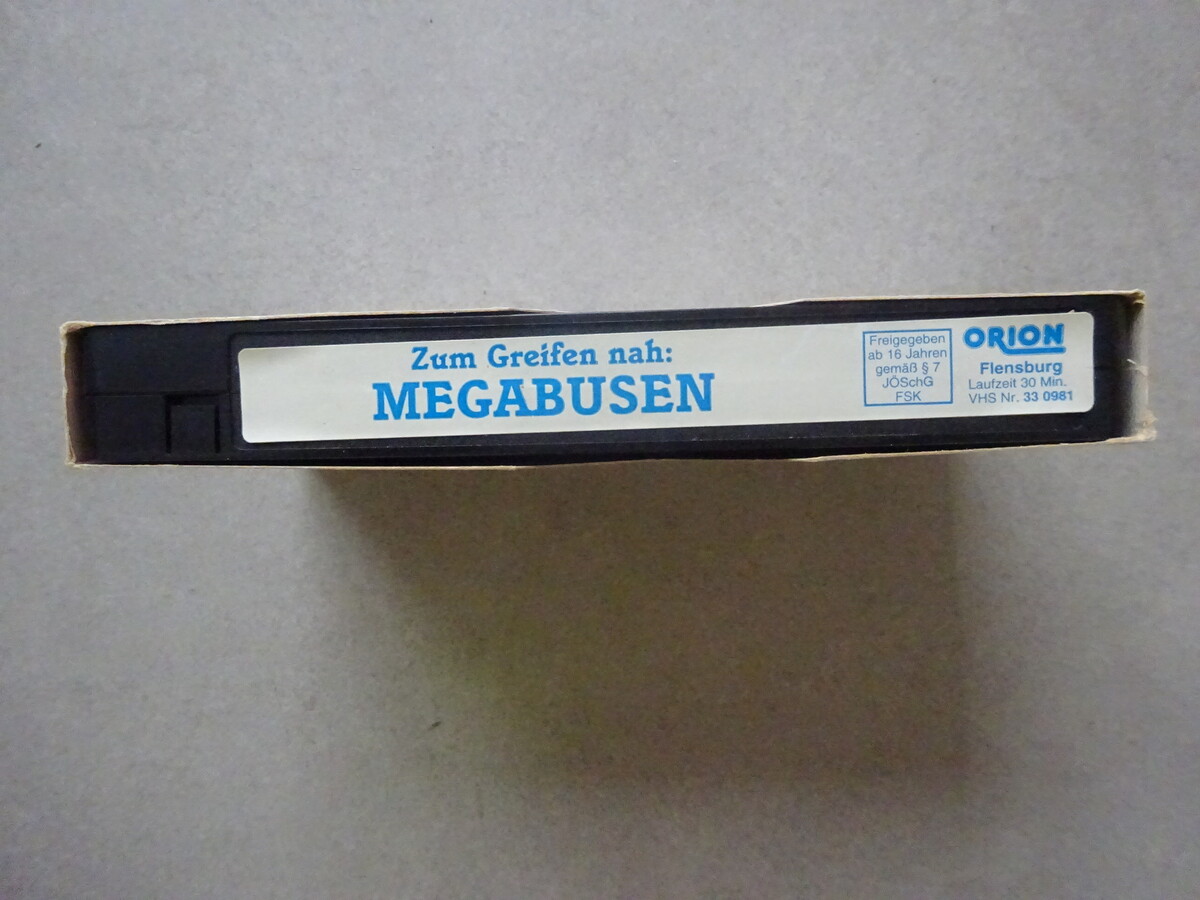 Zum Greifen nah:
MEGABUSEN
Freigegeben
ab 16 Jahren
gemäß § 7
JÖSchG
FSK
ORION
Flensburg
Laufzeit 30 Min.
VHS Nr. 33 0981